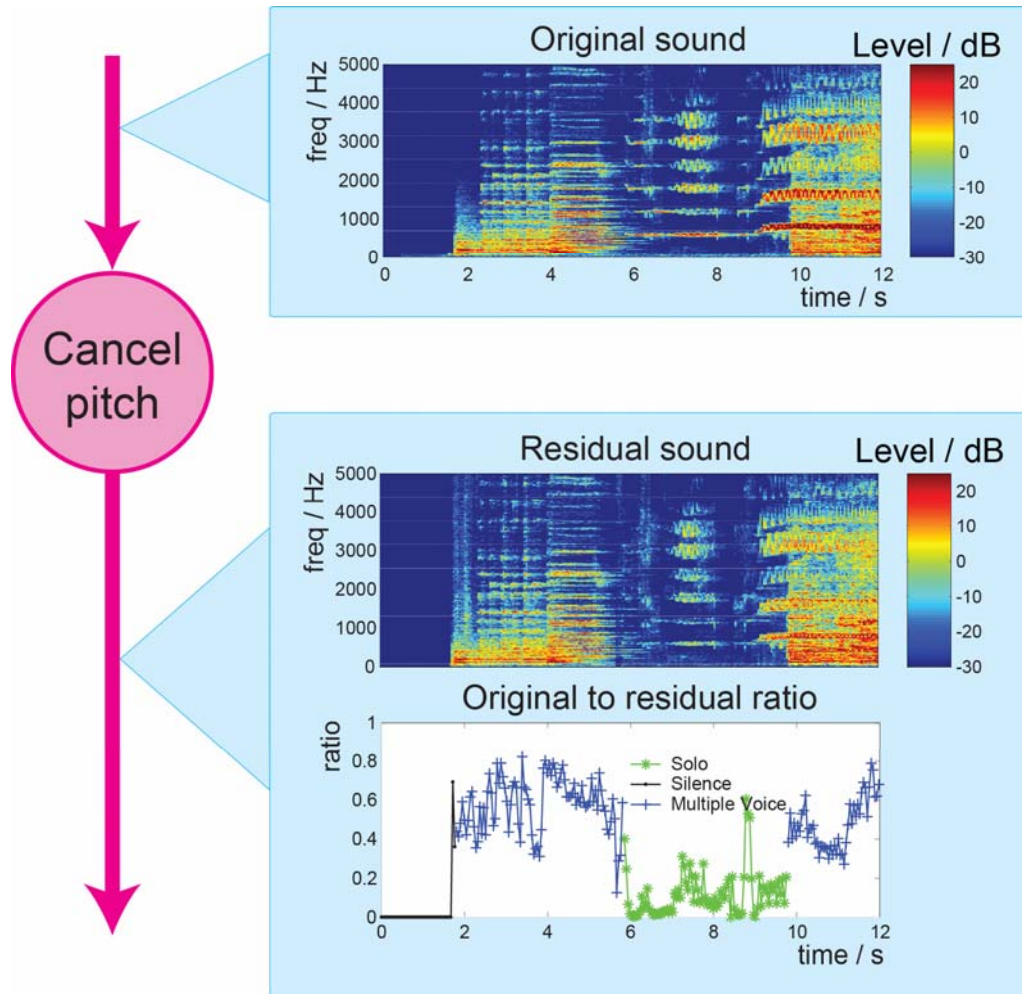 Original sound
Level / dB
freq / Hz
5000
4000
3000
2000
1000
0
0 2 4 6 8 10 12
time / s
20
10
0
-10
-20
-30
Cancel
pitch
Residual sound
Level / dB
freq / Hz
5000
4000
3000
2000
1000
0
20
10
0
-10
-20
-30
Original to residual ratio
ratio
1
0.8
0.6
0.4
0.2
0
Solo
Silence
Multiple Voice
0 2 4 6 8 10 12
time / s